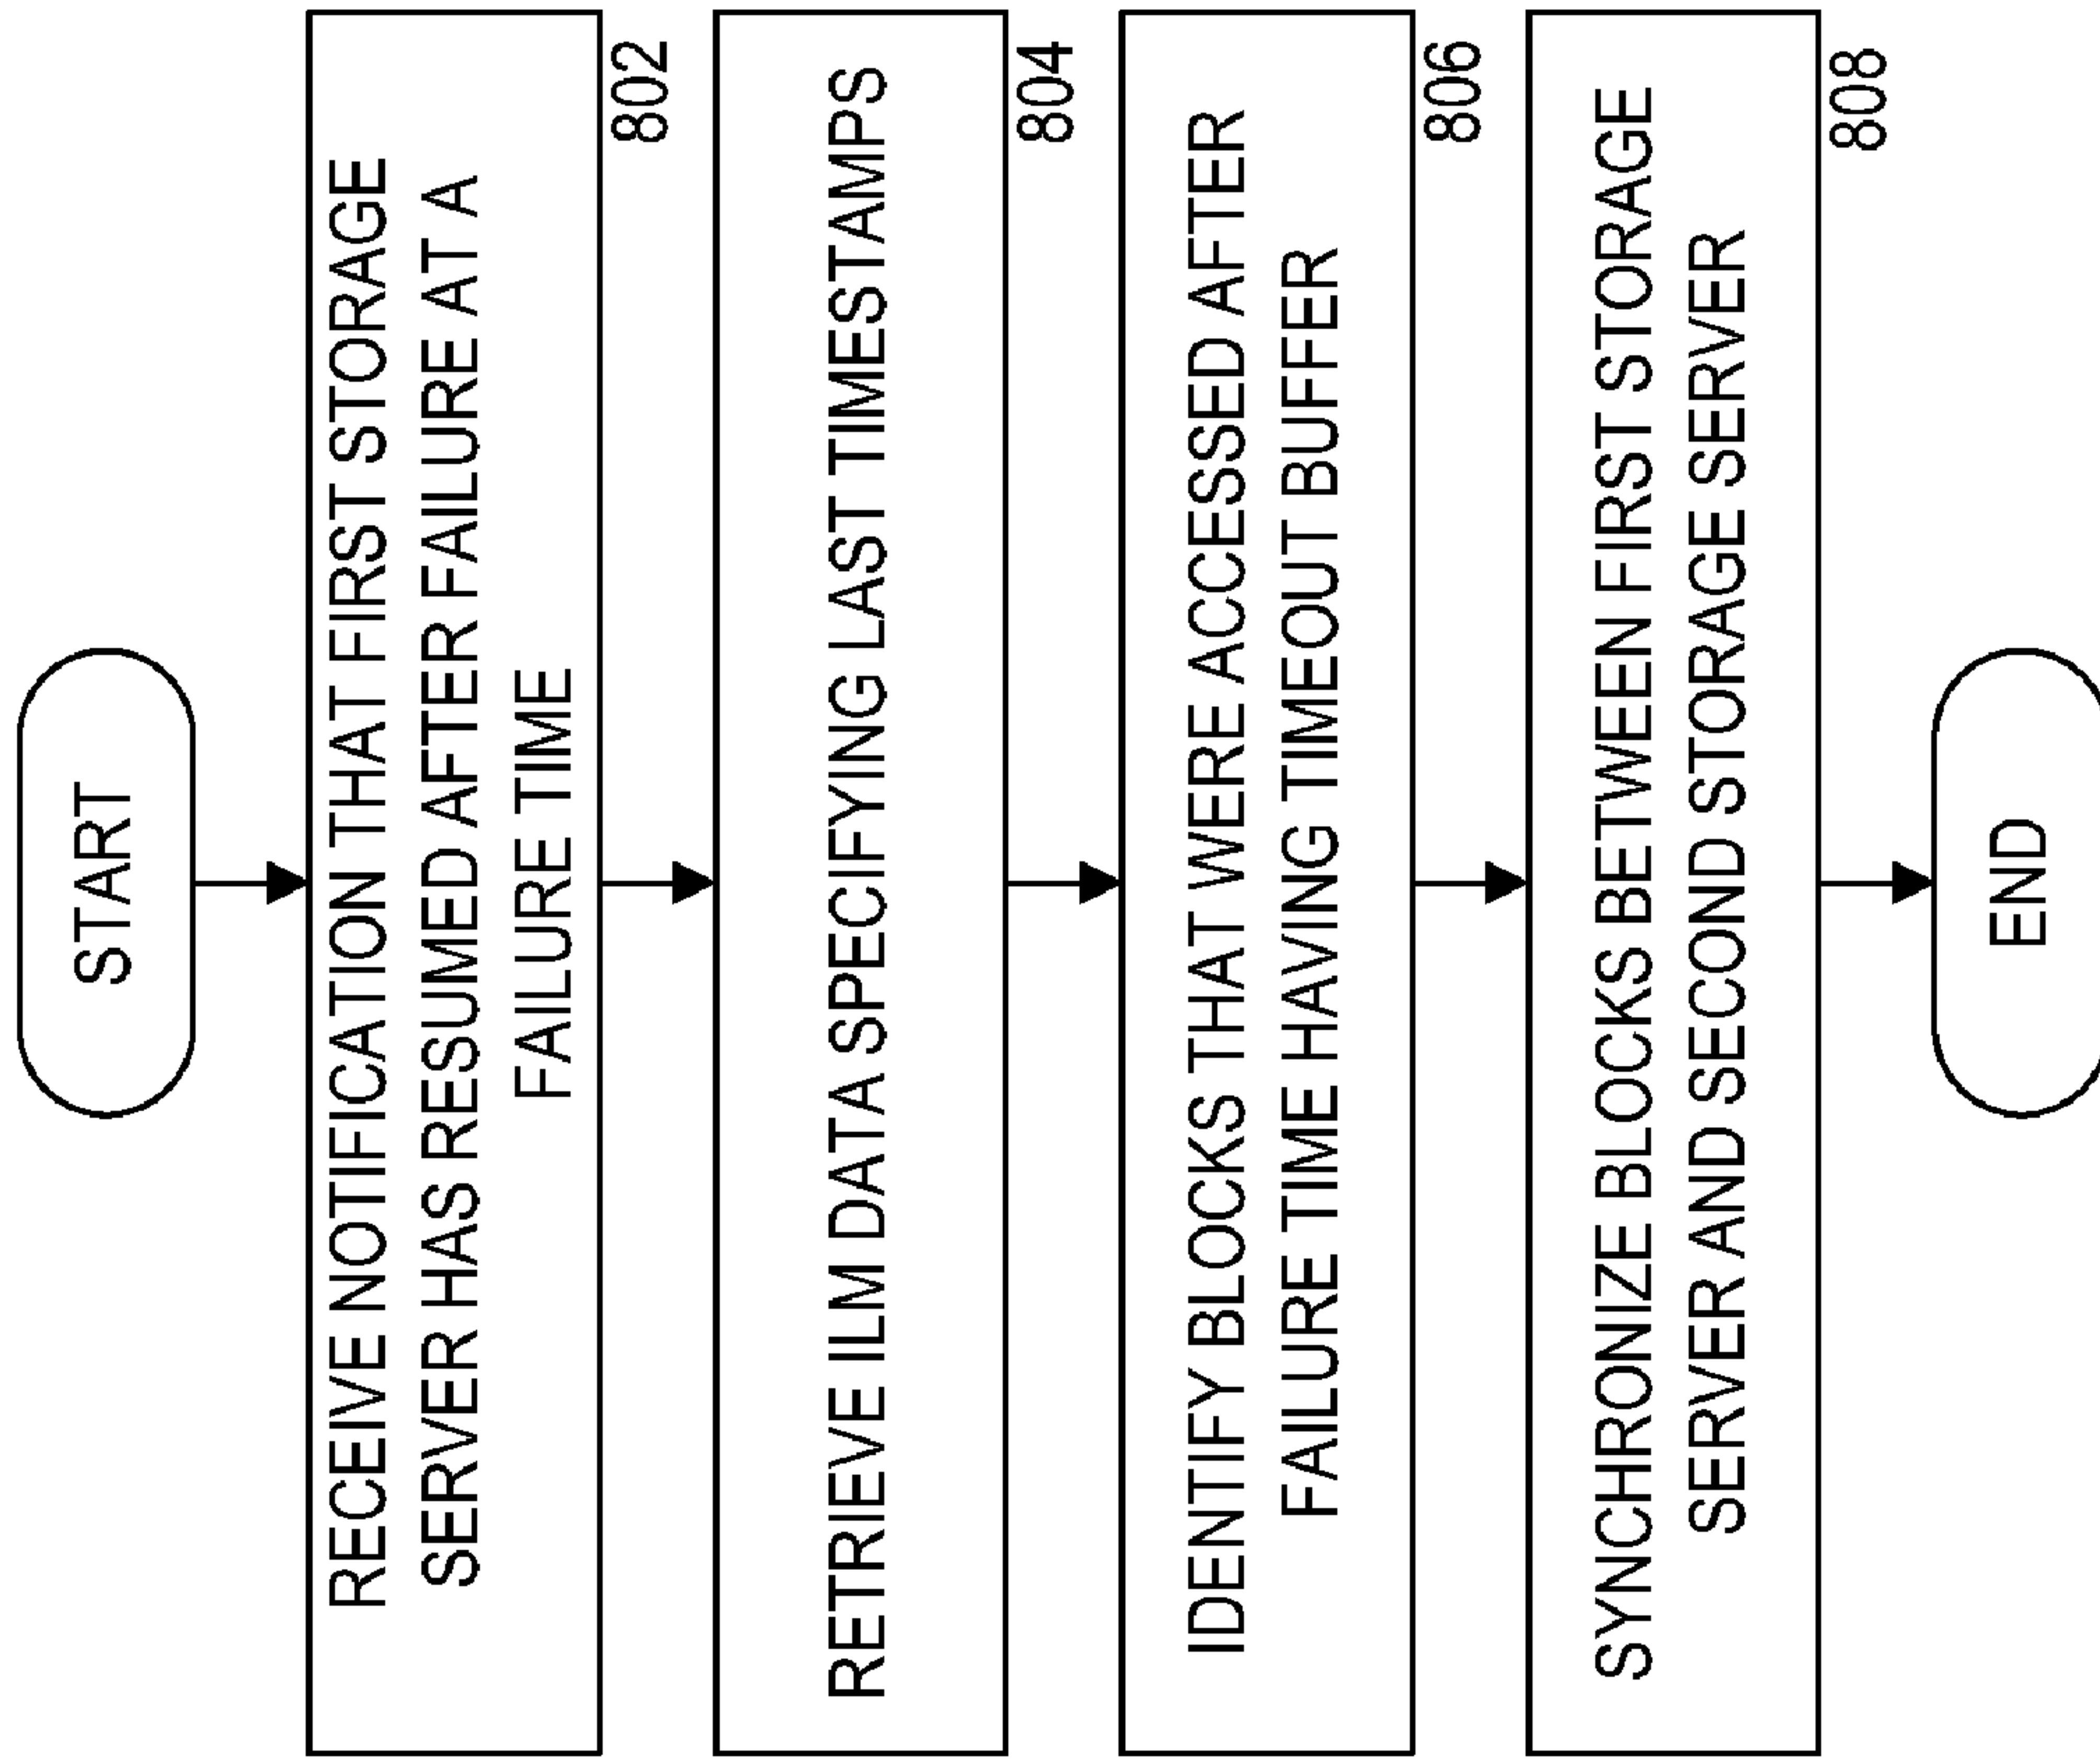 START
RECEIVE NOTIFICATION THAT FIRST STORAGE
SERVER HAS RESUMED AFTER FAILURE AT A
FAILURE TIME
802
RETRIEVE ILM DATA SPECIFYING LAST TIMESTAMPS
804
IDENTIFY BLOCKS THAT WERE ACCESSED AFTER
FAILURE TIME HAVING TIMEOUT BUFFER
806
SYNCHRONIZE BLOCKS BETWEEN FIRST STORAGE
SERVER AND SECOND STORAGE SERVER
808
END